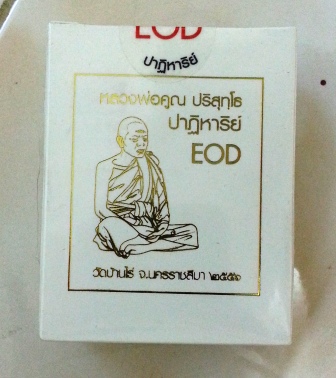 EOD
ปาฏิหาริย์
หลวงพ่อคูณ ปริสุทฺโธ
ปาฏิหาริย์
EOD
วัดบ้านไร่ จ.นครราชสีมา ๒๕๕๖